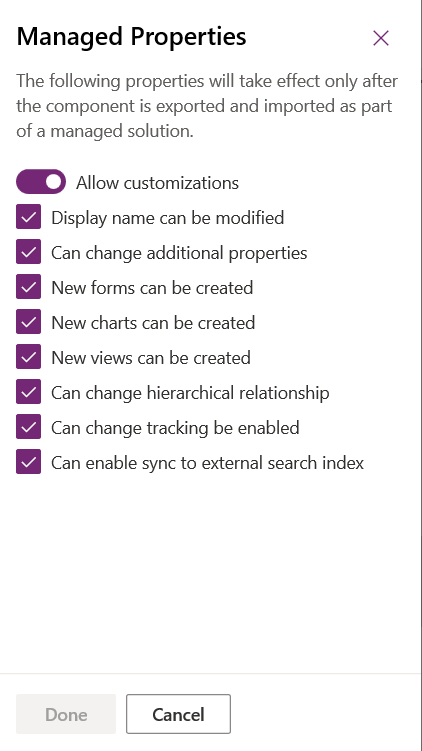 Managed Properties
The following properties will take effect only after
the component is exported and imported as part
of a managed solution.
Allow customizations
Display name can be modified
Can change additional properties
New forms can be created
New charts can be created
New views can be created
Can change hierarchical relationship
Can change tracking be enabled
Can enable sync to external search index
Done
Cancel